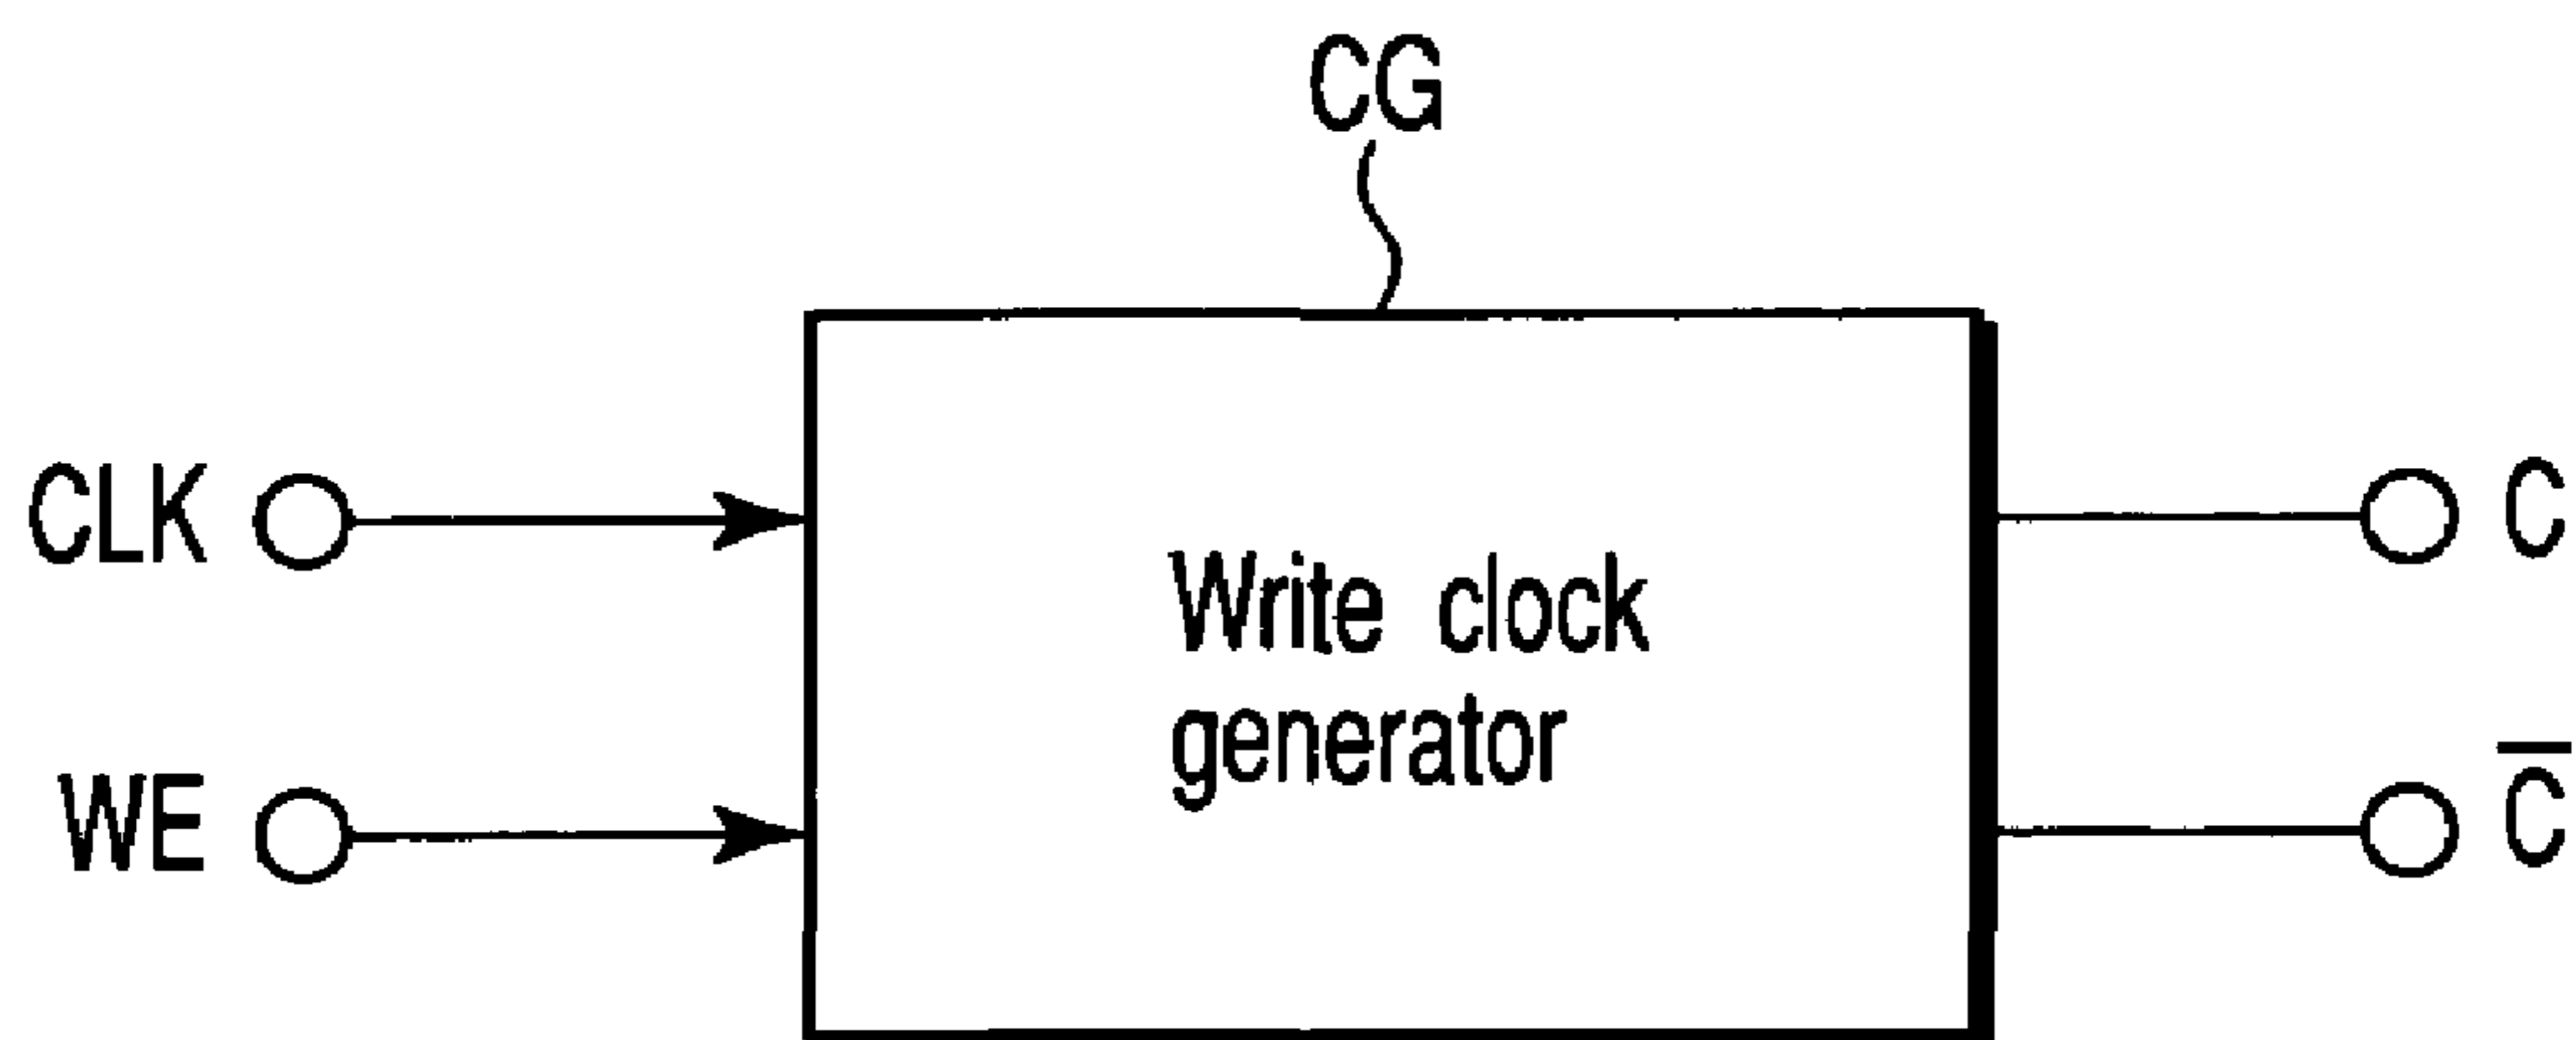 CG
CLK
C
Write clock
generator
WE
C̅